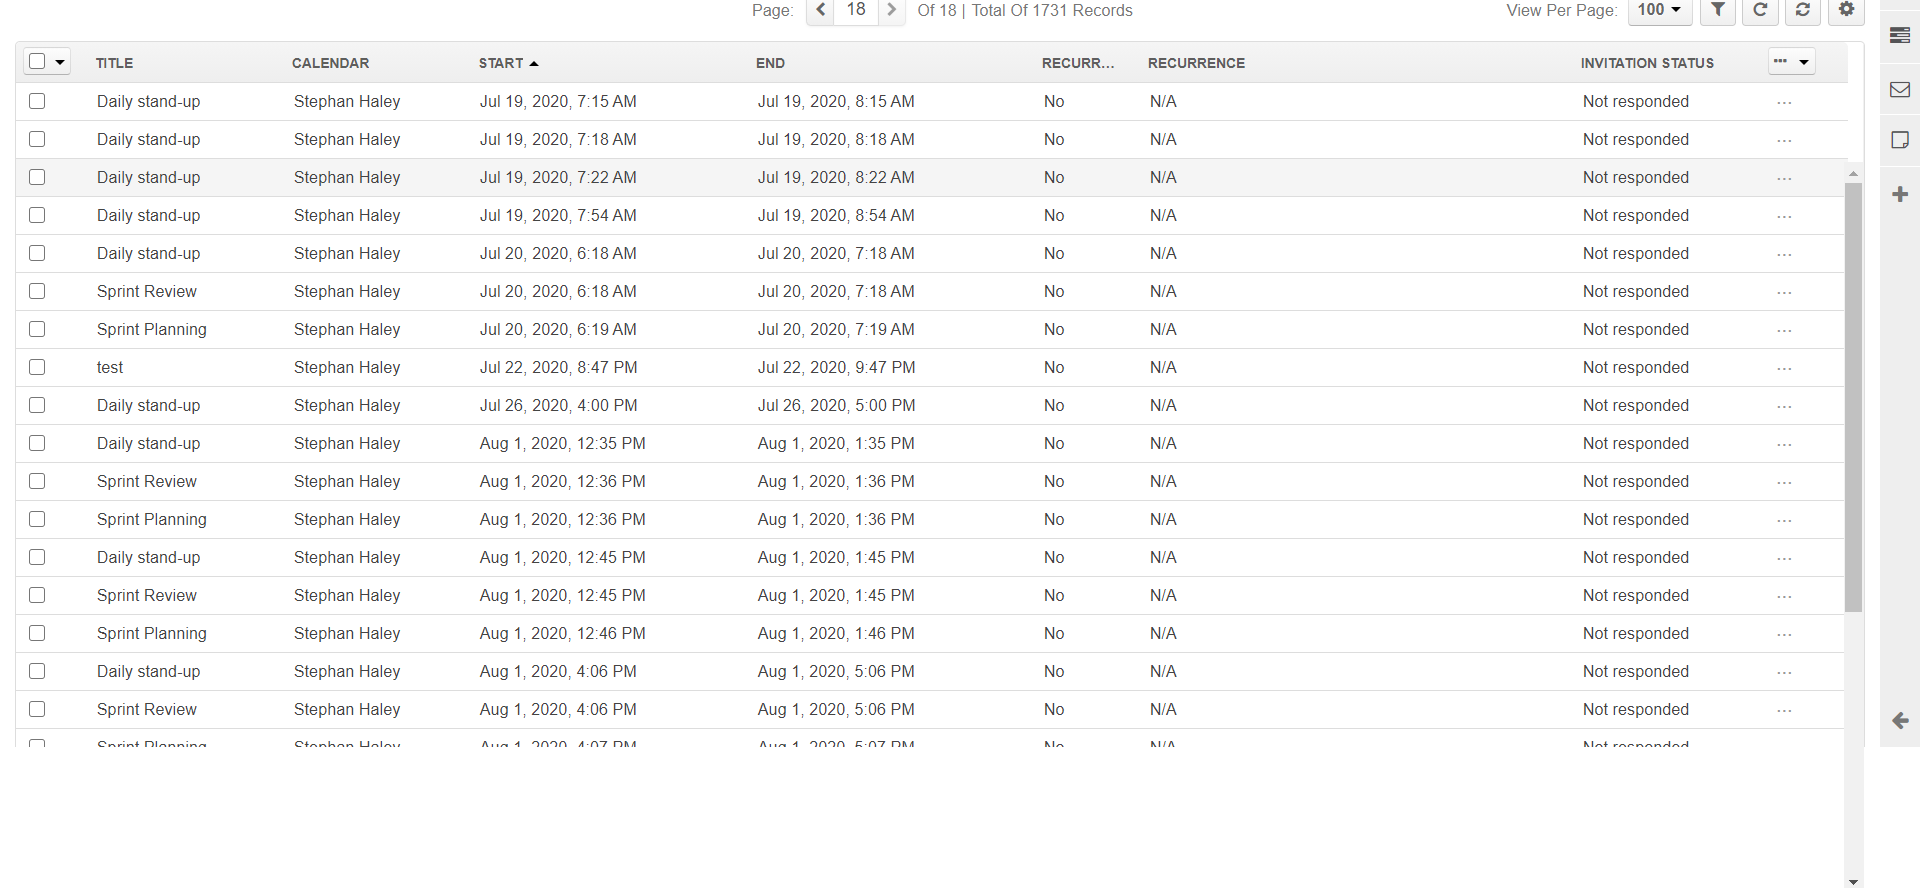 Page: 18 Of 18 | Total Of 1731 Records View Per Page: 100
TITLE CALENDAR START END RECURR... RECURRENCE INVITATION STATUS
Daily stand-up Stephan Haley Jul 19, 2020, 7:15 AM Jul 19, 2020, 8:15 AM No N/A Not responded
Daily stand-up Stephan Haley Jul 19, 2020, 7:18 AM Jul 19, 2020, 8:18 AM No N/A Not responded
Daily stand-up Stephan Haley Jul 19, 2020, 7:22 AM Jul 19, 2020, 8:22 AM No N/A Not responded
Daily stand-up Stephan Haley Jul 19, 2020, 7:54 AM Jul 19, 2020, 8:54 AM No N/A Not responded
Daily stand-up Stephan Haley Jul 20, 2020, 6:18 AM Jul 20, 2020, 7:18 AM No N/A Not responded
Sprint Review Stephan Haley Jul 20, 2020, 6:18 AM Jul 20, 2020, 7:18 AM No N/A Not responded
Sprint Planning Stephan Haley Jul 20, 2020, 6:19 AM Jul 20, 2020, 7:19 AM No N/A Not responded
test Stephan Haley Jul 22, 2020, 8:47 PM Jul 22, 2020, 9:47 PM No N/A Not responded
Daily stand-up Stephan Haley Jul 26, 2020, 4:00 PM Jul 26, 2020, 5:00 PM No N/A Not responded
Daily stand-up Stephan Haley Aug 1, 2020, 12:35 PM Aug 1, 2020, 1:35 PM No N/A Not responded
Sprint Review Stephan Haley Aug 1, 2020, 12:36 PM Aug 1, 2020, 1:36 PM No N/A Not responded
Sprint Planning Stephan Haley Aug 1, 2020, 12:36 PM Aug 1, 2020, 1:36 PM No N/A Not responded
Daily stand-up Stephan Haley Aug 1, 2020, 12:45 PM Aug 1, 2020, 1:45 PM No N/A Not responded
Sprint Review Stephan Haley Aug 1, 2020, 12:45 PM Aug 1, 2020, 1:45 PM No N/A Not responded
Sprint Planning Stephan Haley Aug 1, 2020, 12:46 PM Aug 1, 2020, 1:46 PM No N/A Not responded
Daily stand-up Stephan Haley Aug 1, 2020, 4:06 PM Aug 1, 2020, 5:06 PM No N/A Not responded
Sprint Review Stephan Haley Aug 1, 2020, 4:06 PM Aug 1, 2020, 5:06 PM No N/A Not responded
Sprint Planning Stephan Haley Aug 1, 2020, 4:07 PM Aug 1, 2020, 5:07 PM No N/A Not responded